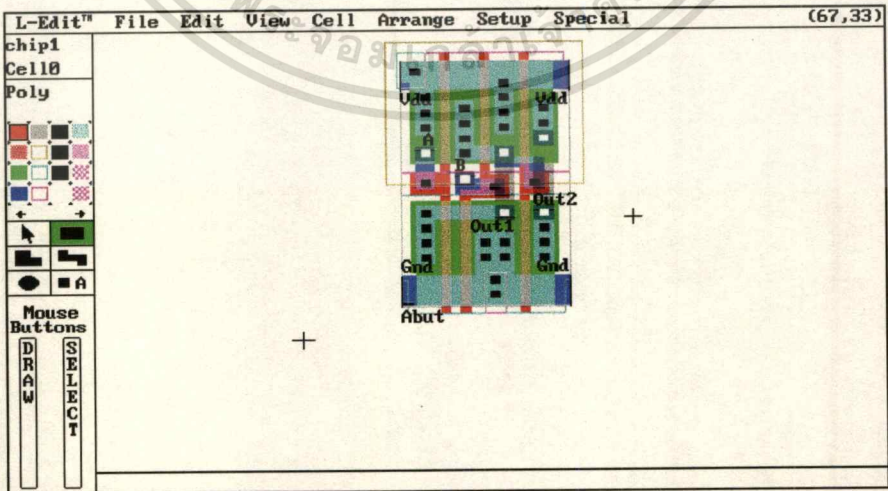 L-Edit™ File Edit View Cell Arrange Setup Special (67,33)
chip1
Cell0
Poly
Vdd Vdd
A
B
Out2
Out1
Gnd Gnd
Abut
A
Mouse
Buttons
DRAW
SELECT